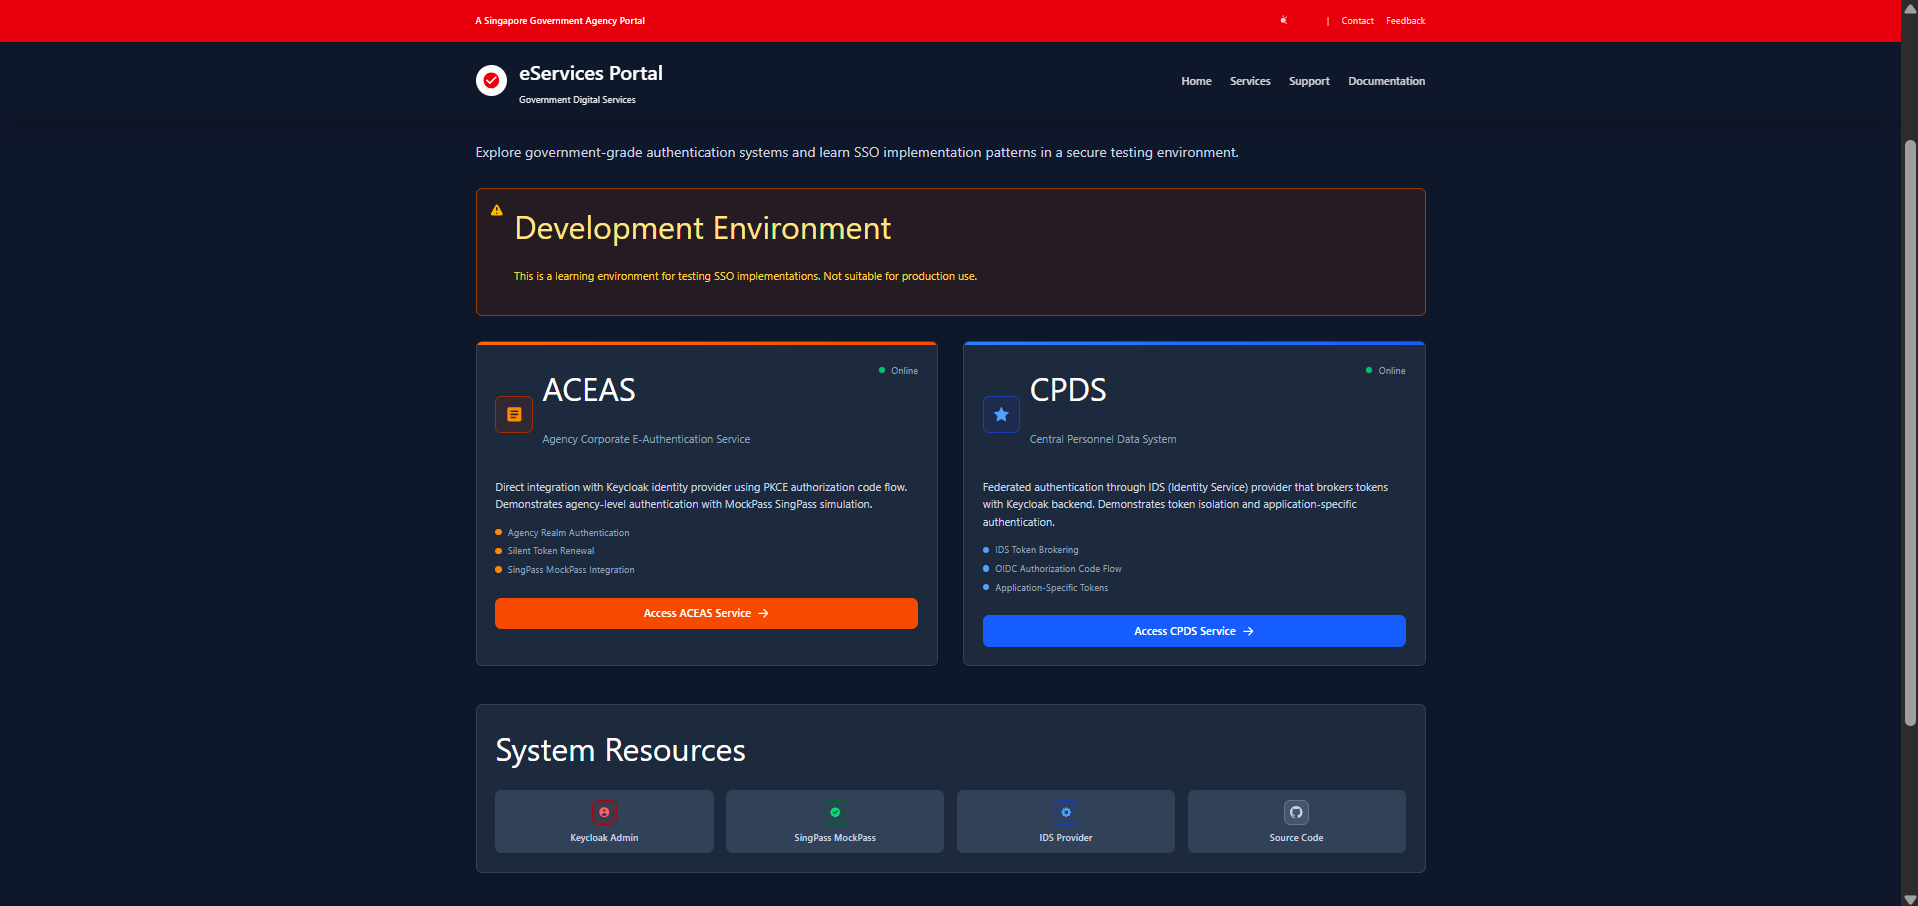 A Singapore Government Agency Portal
| Contact Feedback
eServices Portal
Government Digital Services
Home Services Support Documentation
Explore government-grade authentication systems and learn SSO implementation patterns in a secure testing environment.
Development Environment
This is a learning environment for testing SSO implementations. Not suitable for production use.
Online
ACEAS
Agency Corporate E-Authentication Service
Direct integration with Keycloak identity provider using PKCE authorization code flow.
Demonstrates agency-level authentication with MockPass SingPass simulation.
Agency Realm Authentication
Silent Token Renewal
SingPass MockPass Integration
Access ACEAS Service →
Online
CPDS
Central Personnel Data System
Federated authentication through IDS (Identity Service) provider that brokers tokens
with Keycloak backend. Demonstrates token isolation and application-specific
authentication.
IDS Token Brokering
OIDC Authorization Code Flow
Application-Specific Tokens
Access CPDS Service →
System Resources
Keycloak Admin
SingPass MockPass
IDS Provider
Source Code